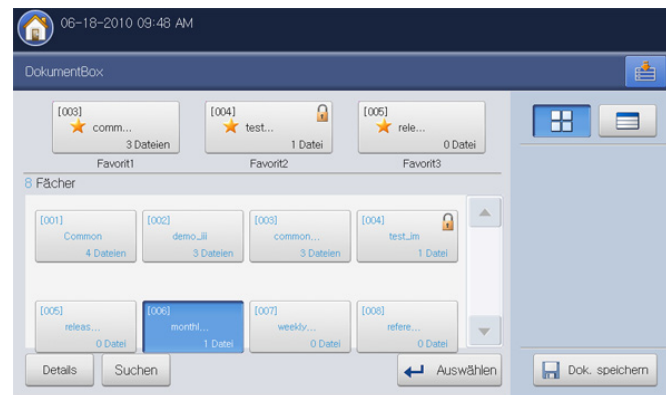 06-18-2010 09:48 AM
DokumentBox
[003] [004] [005]
comm... test... rele...
3 Dateien 1 Datei 0 Datei
Favorit1 Favorit2 Favorit3
8 Fächer
[001] [002] [003] [004]
Common demo_iii common... test_im
4 Dateien 3 Dateien 3 Dateien 1 Datei
[005] [006] [007] [008]
releas... monthl... weekly... refere...
0 Datei 1 Datei 0 Datei 0 Datei
Details Suchen Auswählen Dok. speichern